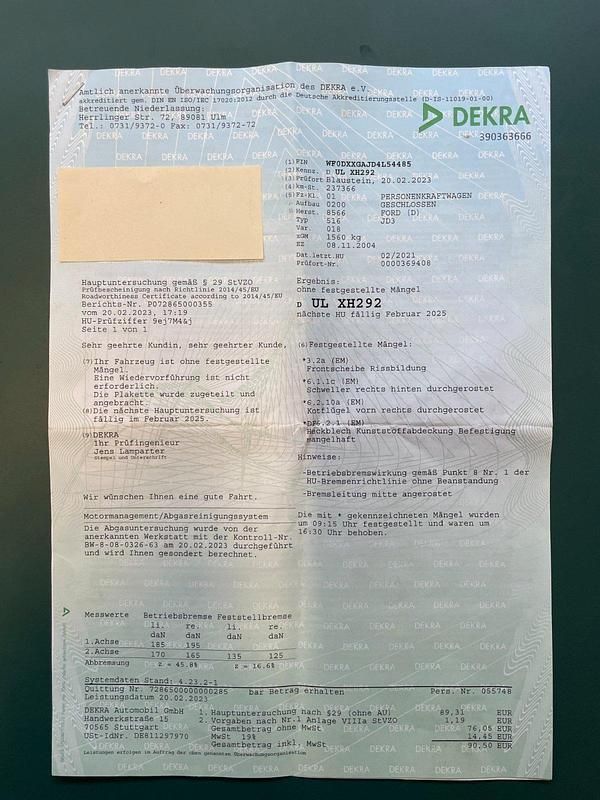 Amtlich anerkannte Überwachungsorganisation des DEKRA e.V.
akkreditiert gem. DIN EN ISO/IEC 17020:2012 durch die Deutsche Akkreditierungsstelle (D-IS-11019-01-00)
Betreuende Niederlassung:
Herrlinger Str. 72, 89081 Ulm
Tel.: 0731/9372-0 Fax: 0731/9372-72
DEKRA
390363666
(1) FIN WF0DXXGAJD4L54485
(2) Kennz. D UL XH292
(3) Prüfort Blaustein, 20.02.2023
(4) km-St. 237366
(5) Fz-Kl. 01 PERSONENKRAFTWAGEN
Aufbau 0200 GESCHLOSSEN
Herst. 8566 FORD (D)
Typ 516 JD3
Var. 018
zGM 1560 kg
EZ 08.11.2004
Dat.letzt.HU 02/2021
Prüfort-Nr. 0000369408
Hauptuntersuchung gemäß § 29 StVZO
Prüfbescheinigung nach Richtlinie 2014/45/EU
Roadworthiness Certificate according to 2014/45/EU
Berichts-Nr. P072865000355
vom 20.02.2023, 17:19
HU-Prüfziffer 9ej7M4&j
Seite 1 von 1
Ergebnis:
ohne festgestellte Mängel
D UL XH292
nächste HU fällig Februar 2025
Sehr geehrte Kundin, sehr geehrter Kunde,
(7) Ihr Fahrzeug ist ohne festgestellte
Mängel.
Eine Wiedervorführung ist nicht
erforderlich.
Die Plakette wurde zugeteilt und
angebracht.
(8) Die nächste Hauptuntersuchung ist
fällig im Februar 2025.
(9) DEKRA
Ihr Prüfingenieur
Jens Lamparter
Stempel und Unterschrift
Wir wünschen Ihnen eine gute Fahrt.
Motormanagement/Abgasreinigungssystem
Die Abgasuntersuchung wurde von der
anerkannten Werkstatt mit der Kontroll-Nr.
BW-8-08-0326-63 am 20.02.2023 durchgeführt
und wird Ihnen gesondert berechnet.
(6) Festgestellte Mängel:
*3.2a (EM)
Frontscheibe Rissbildung
*6.1.1c (EM)
Schweller rechts hinten durchgerostet
*6.2.10a (EM)
Kotflügel vorn rechts durchgerostet
(EM)
Heckblech Kunststoffabdeckung Befestigung
mangelhaft
Hinweise:
-Betriebsbremswirkung gemäß Punkt 8 Nr. 1 der
HU-Bremsenrichtlinie ohne Beanstandung
-Bremsleitung mitte angerostet
Die mit * gekennzeichneten Mängel wurden
um 09:15 Uhr festgestellt und waren um
16:30 Uhr behoben.
Messwerte Betriebsbremse Feststellbremse
li. re. li. re.
daN daN daN daN
1.Achse 185 195
2.Achse 170 165 135 125
Abbremsung z = 45.8% z = 16.6%
Systemdaten Stand: 4.23.2-1
Quittung Nr. 7286500000000285 bar Betrag erhalten Pers. Nr. 055748
Leistungsdatum 20.02.2023
DEKRA Automobil GmbH 1. Hauptuntersuchung nach §29 (ohne AU) 89,31 EUR
Handwerkstraße 15 2. Vorgaben nach Nr.1 Anlage VIIIa StVZO 1,19 EUR
70565 Stuttgart Gesamtbetrag ohne MwSt 76,05 EUR
USt-IdNr. DE811297970 MwSt 19% 14,45 EUR
Gesamtbetrag inkl. MwSt 90,50 EUR
Leistungen erfolgen im Auftrag der oben genannten Überwachungsorganisation